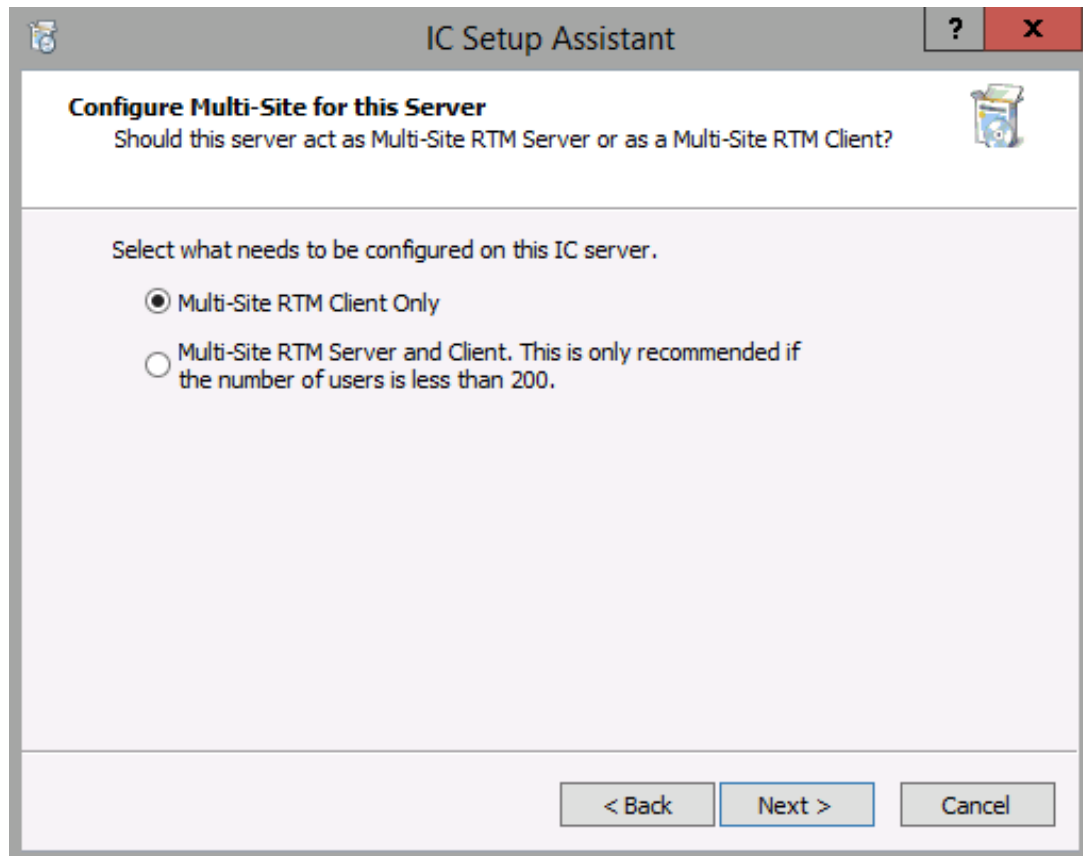 IC Setup Assistant
? x
Configure Multi-Site for this Server
Should this server act as Multi-Site RTM Server or as a Multi-Site RTM Client?
Select what needs to be configured on this IC server.
Multi-Site RTM Client Only
Multi-Site RTM Server and Client. This is only recommended if
the number of users is less than 200.
< Back Next > Cancel